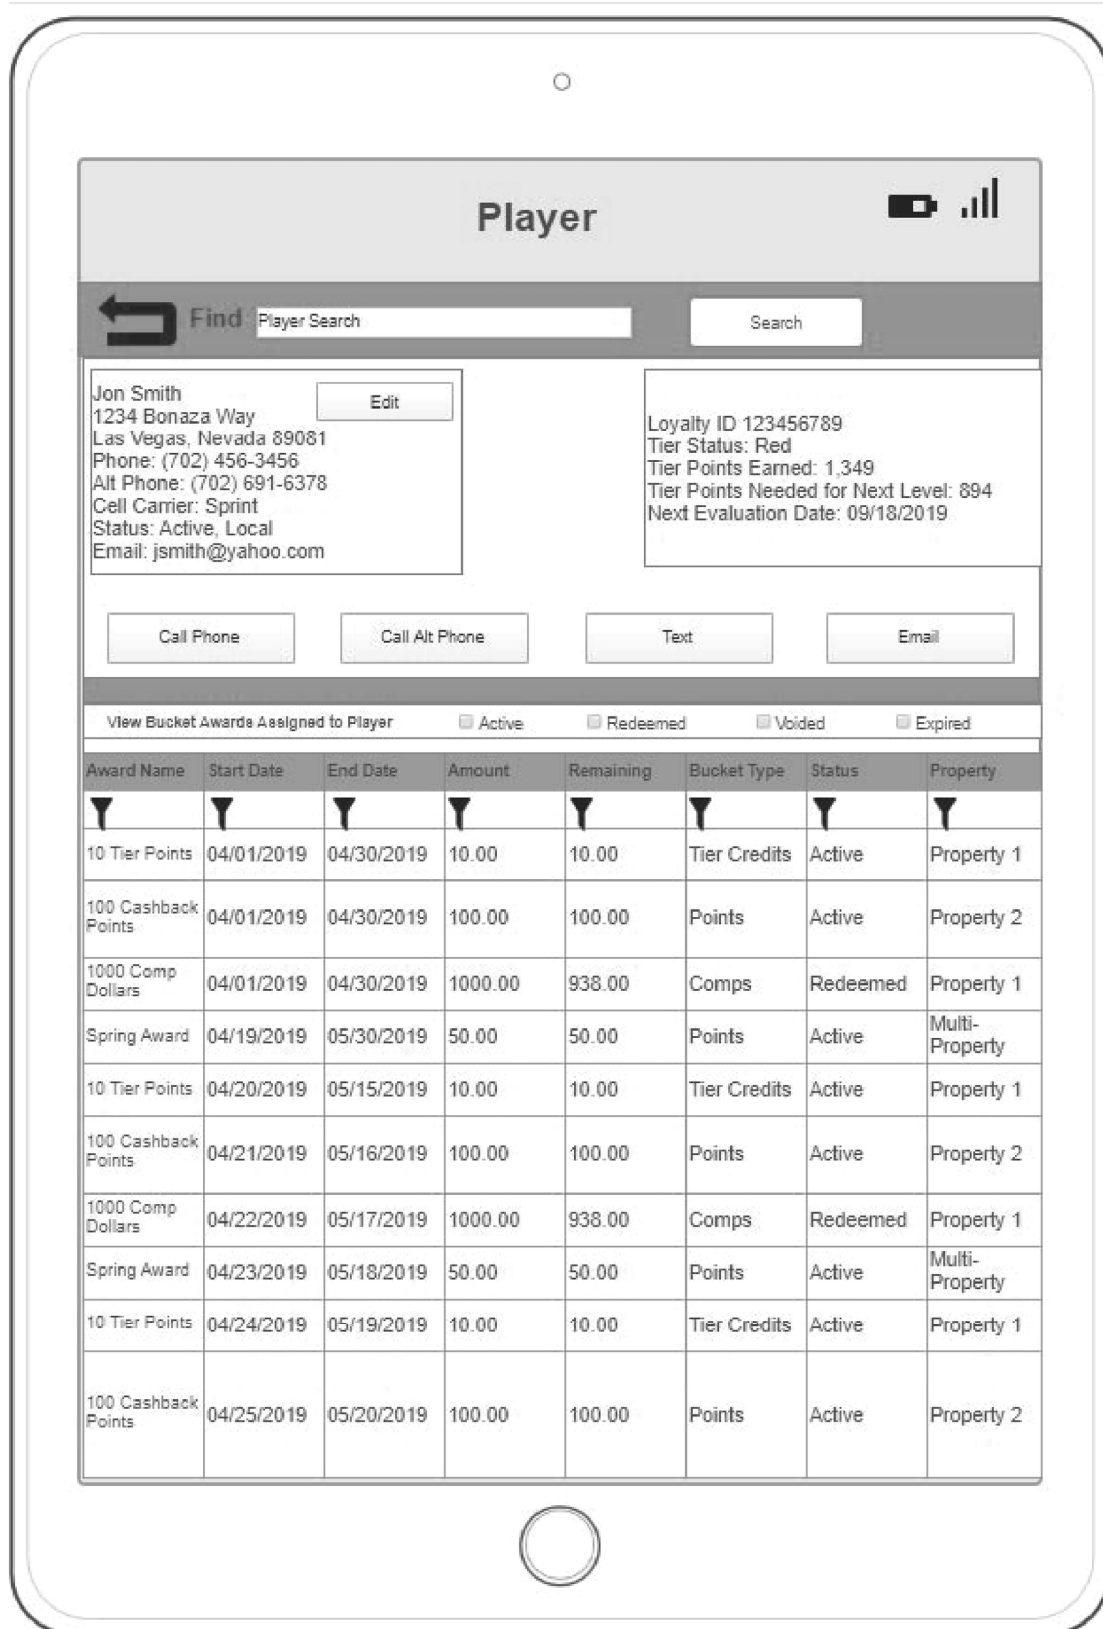 Player
Find Player Search Search
Jon Smith
1234 Bonaza Way
Las Vegas, Nevada 89081
Phone: (702) 456-3456
Alt Phone: (702) 691-6378
Cell Carrier: Sprint
Status: Active, Local
Email: jsmith@yahoo.com
Edit
Loyalty ID 123456789
Tier Status: Red
Tier Points Earned: 1,349
Tier Points Needed for Next Level: 894
Next Evaluation Date: 09/18/2019
Call Phone Call Alt Phone Text Email
View Bucket Awards Assigned to Player Active Redeemed Voided Expired
Award Name Start Date End Date Amount Remaining Bucket Type Status Property
10 Tier Points 04/01/2019 04/30/2019 10.00 10.00 Tier Credits Active Property 1
100 Cashback
Points 04/01/2019 04/30/2019 100.00 100.00 Points Active Property 2
1000 Comp
Dollars 04/01/2019 04/30/2019 1000.00 938.00 Comps Redeemed Property 1
Spring Award 04/19/2019 05/30/2019 50.00 50.00 Points Active Multi-
Property
10 Tier Points 04/20/2019 05/15/2019 10.00 10.00 Tier Credits Active Property 1
100 Cashback
Points 04/21/2019 05/16/2019 100.00 100.00 Points Active Property 2
1000 Comp
Dollars 04/22/2019 05/17/2019 1000.00 938.00 Comps Redeemed Property 1
Spring Award 04/23/2019 05/18/2019 50.00 50.00 Points Active Multi-
Property
10 Tier Points 04/24/2019 05/19/2019 10.00 10.00 Tier Credits Active Property 1
100 Cashback
Points 04/25/2019 05/20/2019 100.00 100.00 Points Active Property 2